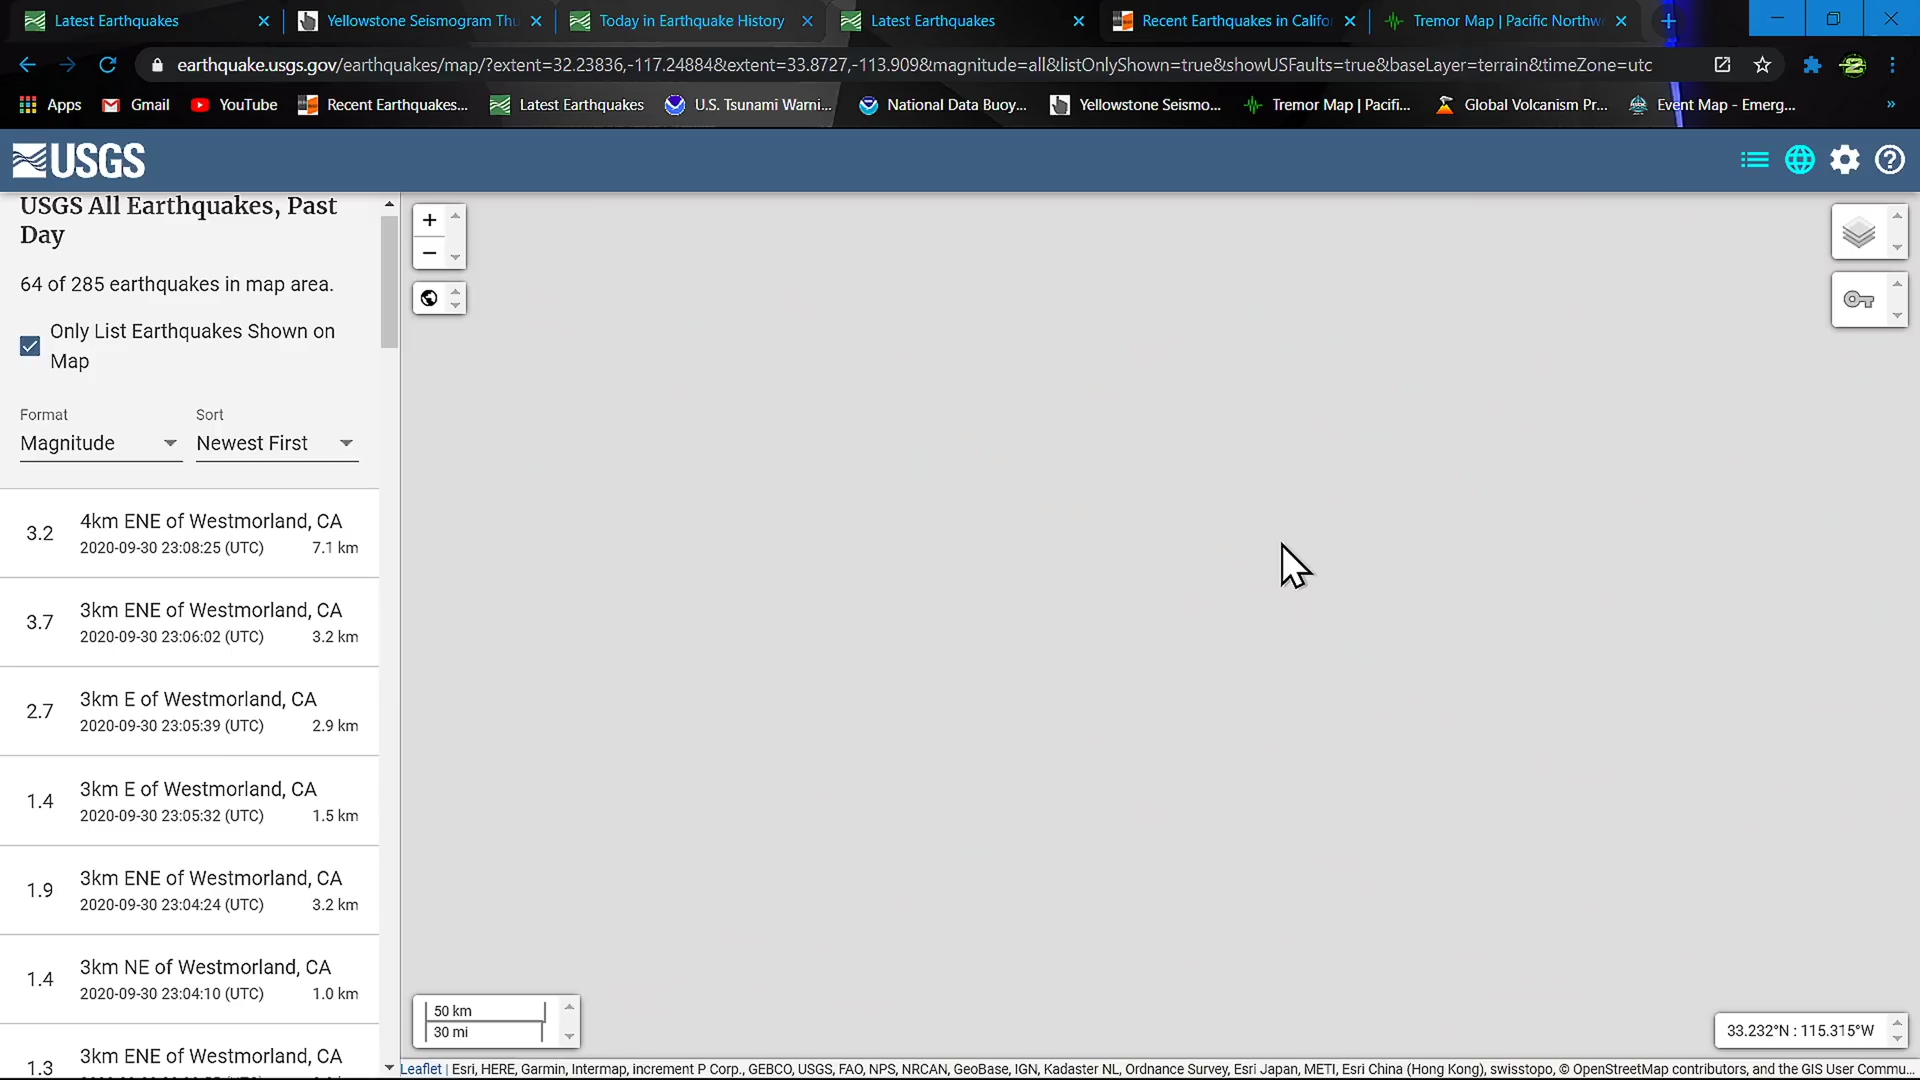 Latest Earthquakes
Yellowstone Seismogram Thu
Today in Earthquake History
Latest Earthquakes
Recent Earthquakes in Califo
Tremor Map | Pacific Northw
earthquake.usgs.gov/earthquakes/map/?extent=32.23836,-117.24884&extent=33.8727,-113.909&magnitude=all&listOnlyShown=true&showUSFaults=true&baseLayer=terrain&timeZone=utc
Apps
Gmail
YouTube
Recent Earthquakes...
Latest Earthquakes
U.S. Tsunami Warni...
National Data Buoy...
Yellowstone Seismo...
Tremor Map | Pacifi...
Global Volcanism Pr...
Event Map - Emerg...
»
USGS
USGS All Earthquakes, Past
Day
64 of 285 earthquakes in map area.
Only List Earthquakes Shown on
Map
Format
Sort
Magnitude
Newest First
3.2
4km ENE of Westmorland, CA
2020-09-30 23:08:25 (UTC) 7.1 km
3.7
3km ENE of Westmorland, CA
2020-09-30 23:06:02 (UTC) 3.2 km
2.7
3km E of Westmorland, CA
2020-09-30 23:05:39 (UTC) 2.9 km
1.4
3km E of Westmorland, CA
2020-09-30 23:05:32 (UTC) 1.5 km
1.9
3km ENE of Westmorland, CA
2020-09-30 23:04:24 (UTC) 3.2 km
1.4
3km NE of Westmorland, CA
2020-09-30 23:04:10 (UTC) 1.0 km
1.3
3km ENE of Westmorland, CA
+
−
50 km
30 mi
33.232°N : 115.315°W
Leaflet | Esri, HERE, Garmin, Intermap, increment P Corp., GEBCO, USGS, FAO, NPS, NRCAN, GeoBase, IGN, Kadaster NL, Ordnance Survey, Esri Japan, METI, Esri China (Hong Kong), swisstopo, © OpenStreetMap contributors, and the GIS User Commu...